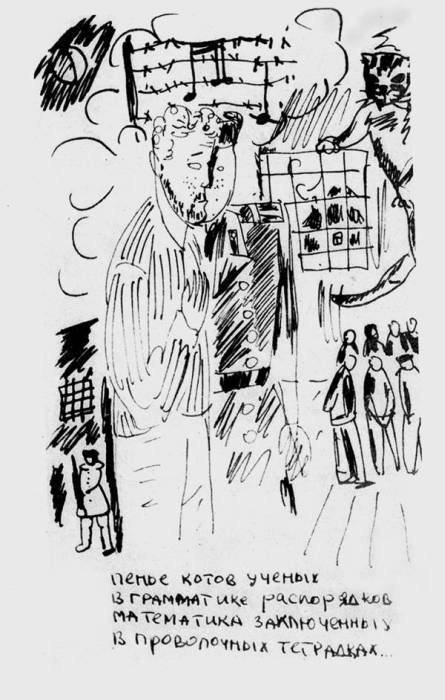 пенье котов ученых
в грамматике распорядков
математика заключенных
в проволочных тетрадках...